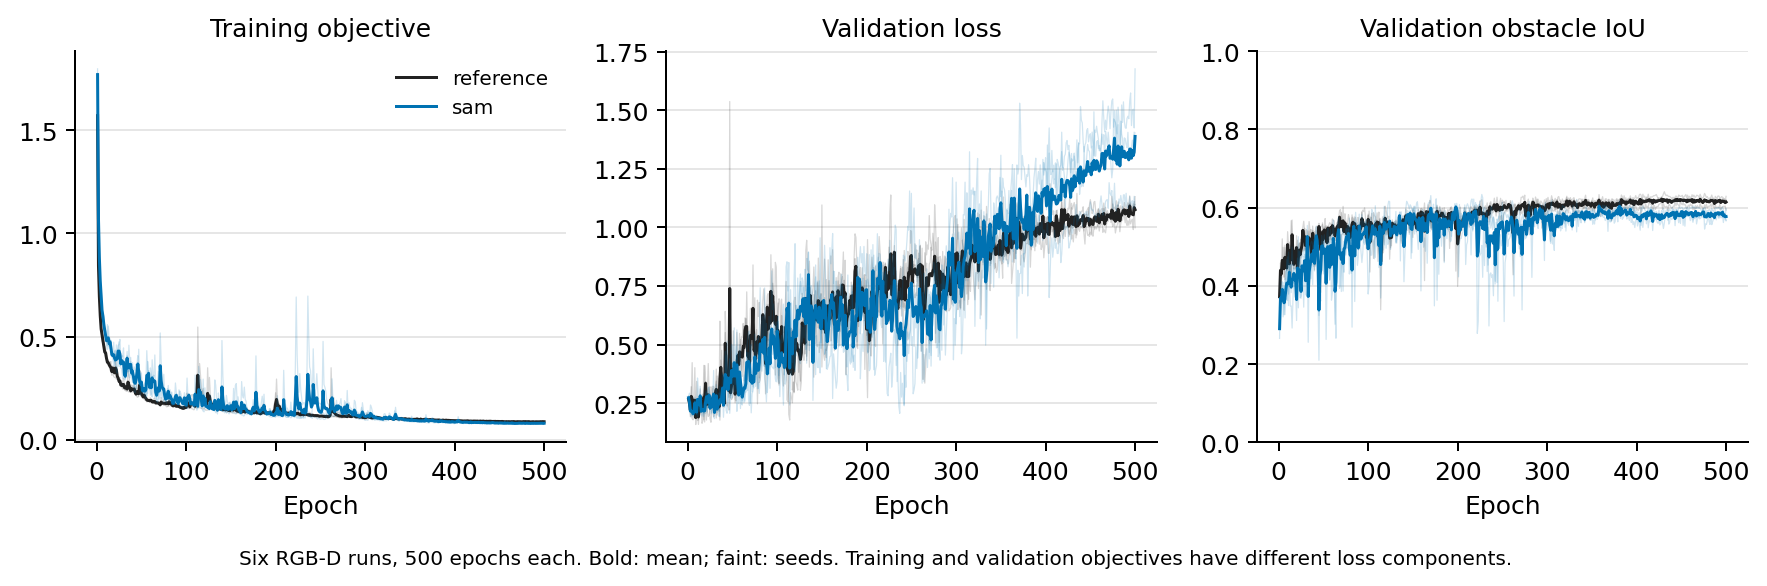 Training objective
reference
sam
1.5
1.0
0.5
0.0
0 100 200 300 400 500
Epoch
Validation loss
1.75
1.50
1.25
1.00
0.75
0.50
0.25
0 100 200 300 400 500
Epoch
Validation obstacle IoU
1.0
0.8
0.6
0.4
0.2
0.0
0 100 200 300 400 500
Epoch
Six RGB-D runs, 500 epochs each. Bold: mean; faint: seeds. Training and validation objectives have different loss components.